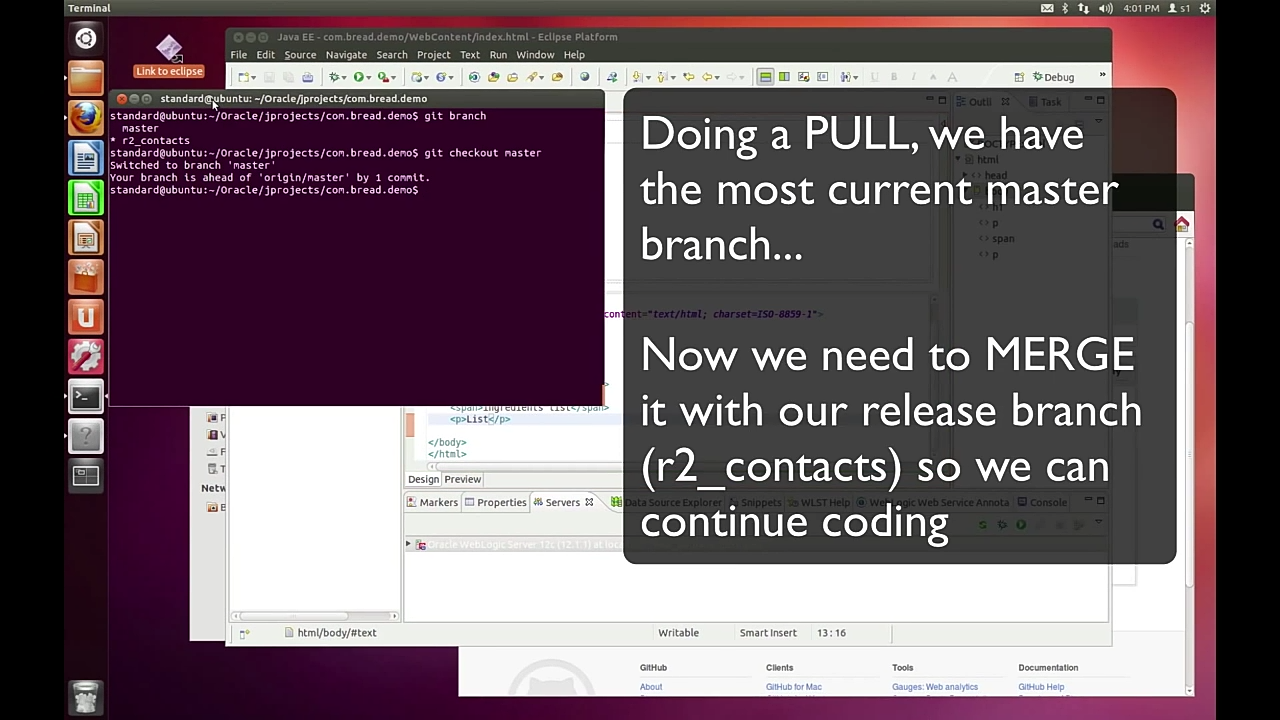 Terminal
4:01 PM
s1
Link to eclipse
Java EE - com.bread.demo/WebContent/index.html - Eclipse Platform
File Edit Source Navigate Search Project Text Run Window Help
Debug
standard@ubuntu: ~/Oracle/jprojects/com.bread.demo
standard@ubuntu:~/Oracle/jprojects/com.bread.demo$ git branch
master
* r2_contacts
standard@ubuntu:~/Oracle/jprojects/com.bread.demo$ git checkout master
Switched to branch 'master'
Your branch is ahead of 'origin/master' by 1 commit.
standard@ubuntu:~/Oracle/jprojects/com.bread.demo$
Doing a PULL, we have
the most current master
branch...
Now we need to MERGE
it with our release branch
(r2_contacts) so we can
continue coding
Outli
Task
html
head
p
span
p
ads
content="text/html; charset=ISO-8859-1">
<span>Ingredients list</span>
<p>List</p>
</body>
</html>
Design Preview
Netw
Markers Properties Servers Data Source Explorer Snippets WLST Help WebLogic Web Service Annota Console
Oracle WebLogic Server 12c (12.1.1) at loc
html/body/#text
Writable
Smart Insert
13 : 16
GitHub Clients Tools Documentation
About GitHub for Mac Gauges: Web analytics GitHub Help